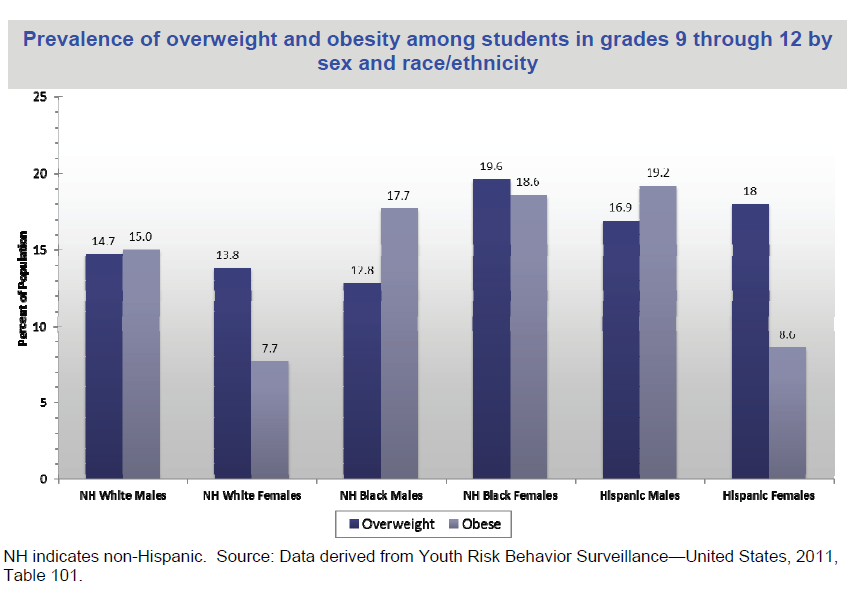 Prevalence of overweight and obesity among students in grades 9 through 12 by
sex and race/ethnicity
Percent of Population
25
20
15
10
5
0
14.7
15.0
13.8
7.7
12.8
17.7
19.6
18.6
16.9
19.2
18
8.6
NH White Males
NH White Females
NH Black Males
NH Black Females
Hispanic Males
Hispanic Females
Overweight
Obese
NH indicates non-Hispanic.  Source: Data derived from Youth Risk Behavior Surveillance—United States, 2011,
Table 101.